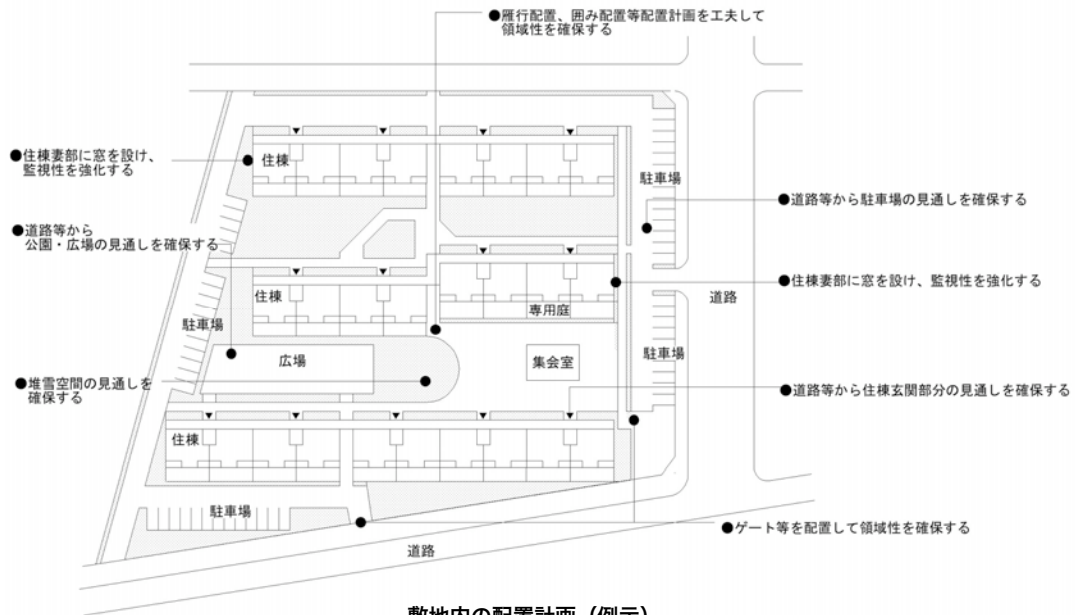 ●雁行配置、囲み配置等配置計画を工夫して
領域性を確保する
●住棟妻部に窓を設け、
監視性を強化する
住棟
駐車場
●道路等から駐車場の見通しを確保する
●道路等から
公園・広場の見通しを確保する
●住棟妻部に窓を設け、監視性を強化する
住棟
道路
専用庭
駐車場
駐車場
広場
集会室
●堆雪空間の見通しを
確保する
●道路等から住棟玄関部分の見通しを確保する
住棟
駐車場
●ゲート等を配置して領域性を確保する
道路
敷地内の配置計画（例示）